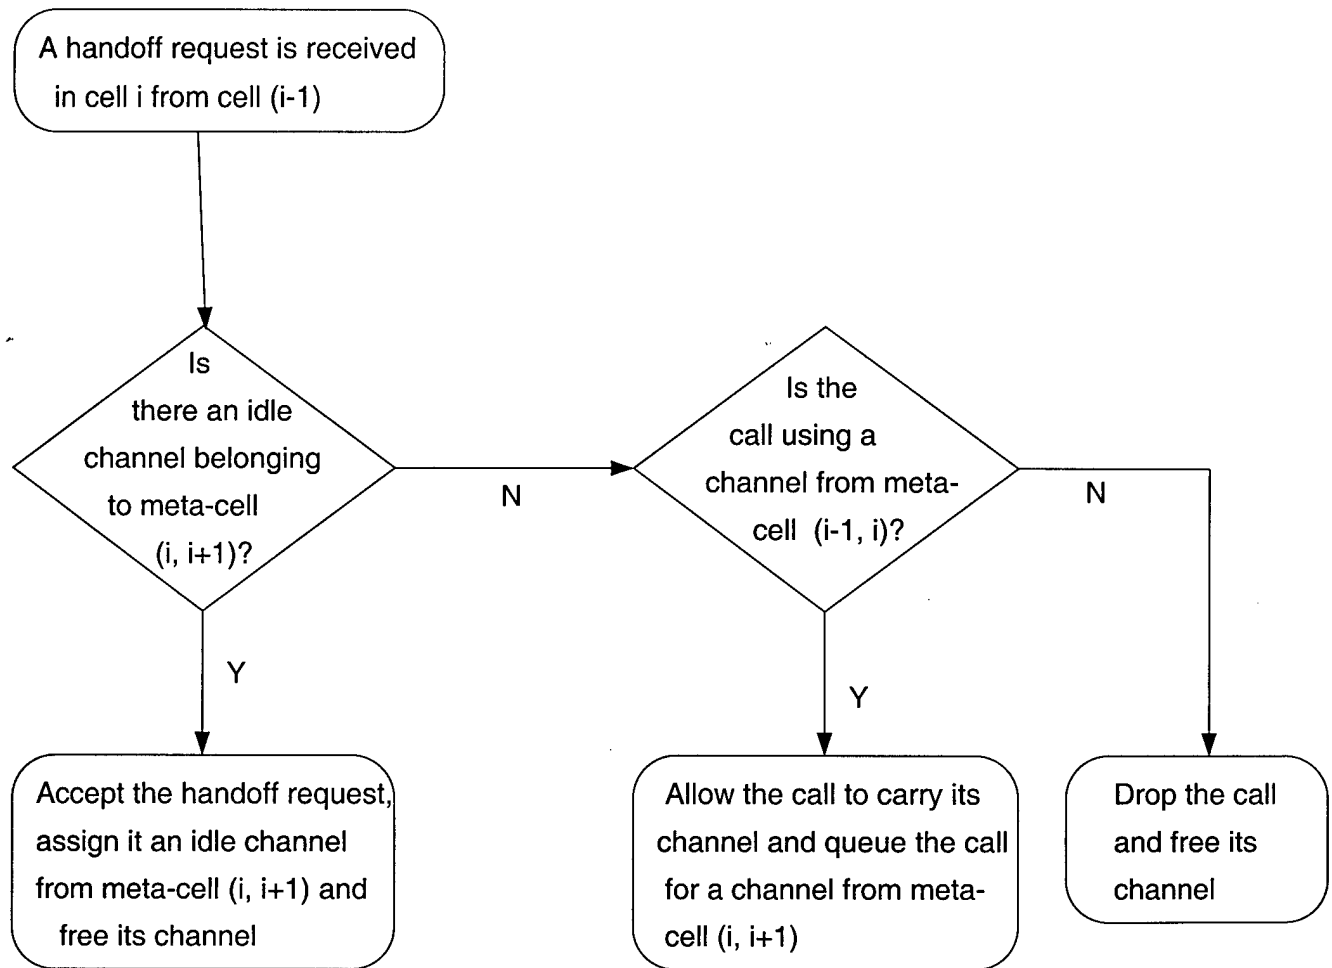 A handoff request is received
in cell i from cell (i-1)
Is
there an idle
channel belonging
to meta-cell
(i, i+1)?
N
Is the
call using a
channel from meta-
cell (i-1, i)?
N
Y
Y
Accept the handoff request,
assign it an idle channel
from meta-cell (i, i+1) and
free its channel
Allow the call to carry its
channel and queue the call
for a channel from meta-
cell (i, i+1)
Drop the call
and free its
channel